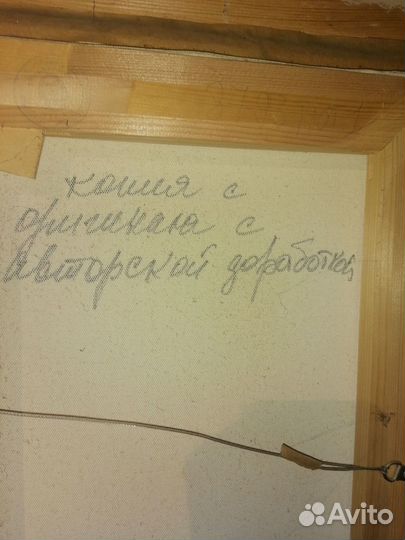 копия с
оригинала с
авторской доработкой
Avito